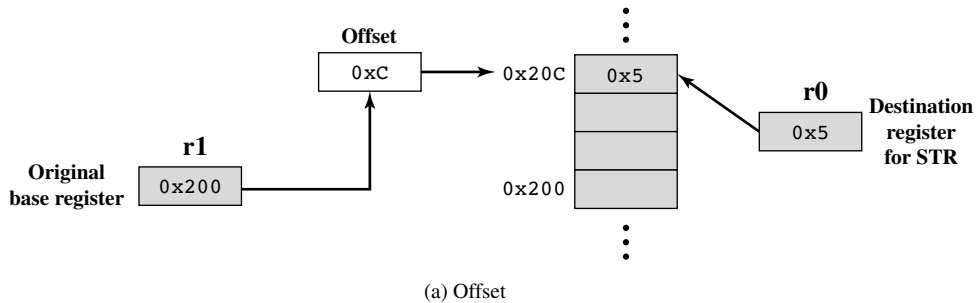 Offset
0xC
0x20C
0x5
r0
0x5
Destination
register
for STR
r1
Original
base register
0x200
0x200
(a) Offset